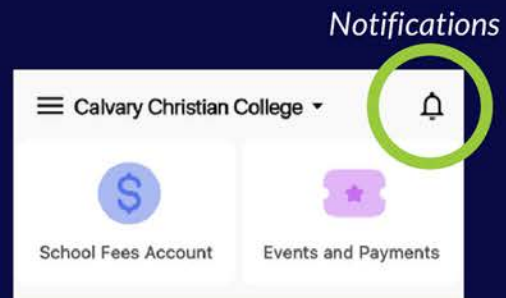 Notifications
Calvary Christian College
School Fees Account
Events and Payments